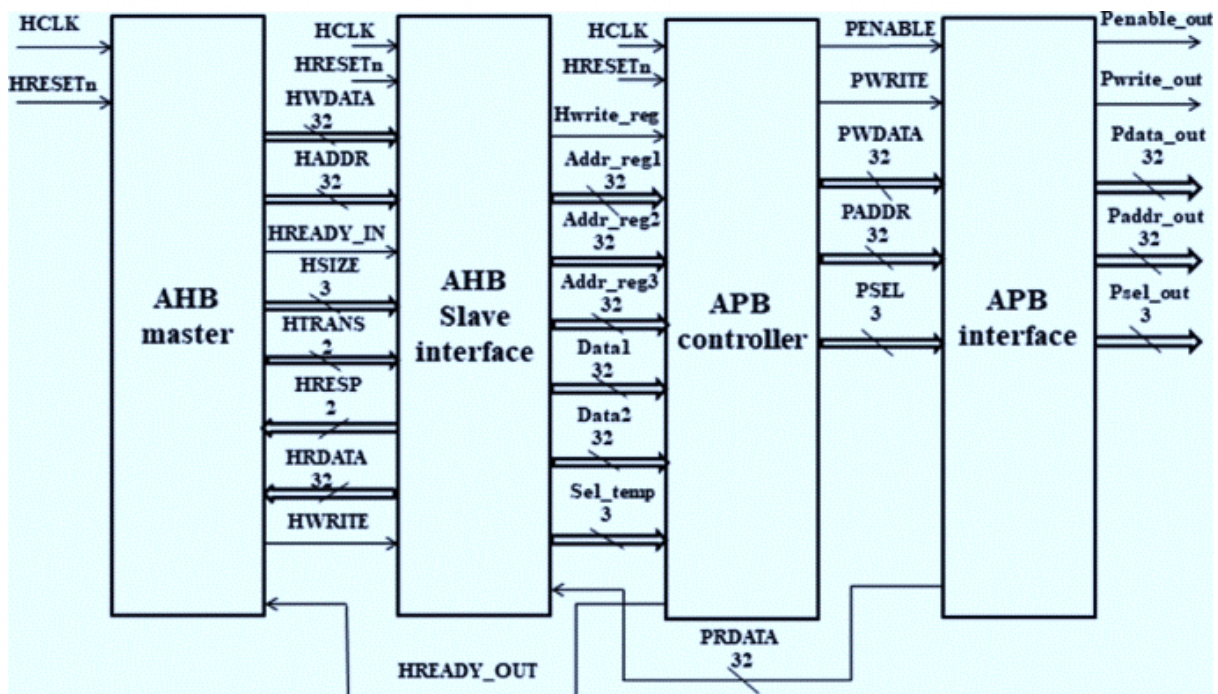 HCLK
HRESETn
AHB
master
HCLK
HRESETn
HWDATA
32
HADDR
32
HREADY_IN
HSIZE
3
HTRANS
2
HRESP
2
HRDATA
32
HWRITE
AHB
Slave
interface
HCLK
HRESETn
Hwrite_reg
Addr_reg1
32
Addr_reg2
32
Addr_reg3
32
Data1
32
Data2
32
Sel_temp
3
APB
controller
PENABLE
PWRITE
PWDATA
32
PADDR
32
PSEL
3
APB
interface
Penable_out
Pwrite_out
Pdata_out
32
Paddr_out
32
Psel_out
3
HREADY_OUT
PRDATA
32